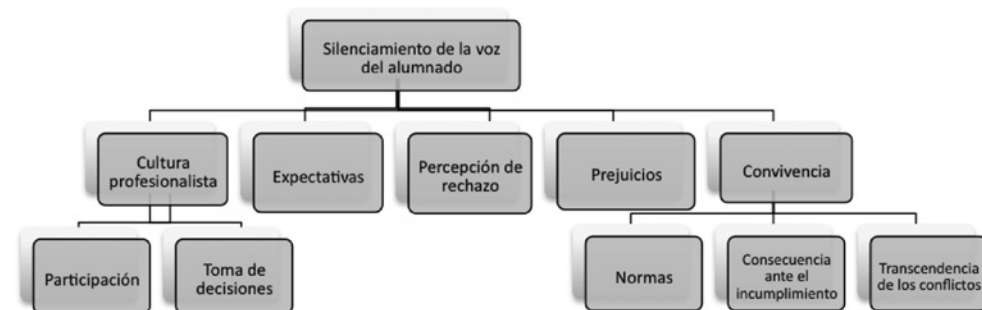 Silenciamiento de la voz
del alumnado
Cultura
profesionalista
Expectativas
Percepción de
rechazo
Prejuicios
Convivencia
Participación
Toma de
decisiones
Normas
Consecuencia
ante el
incumplimiento
Transcendencia
de los conflictos